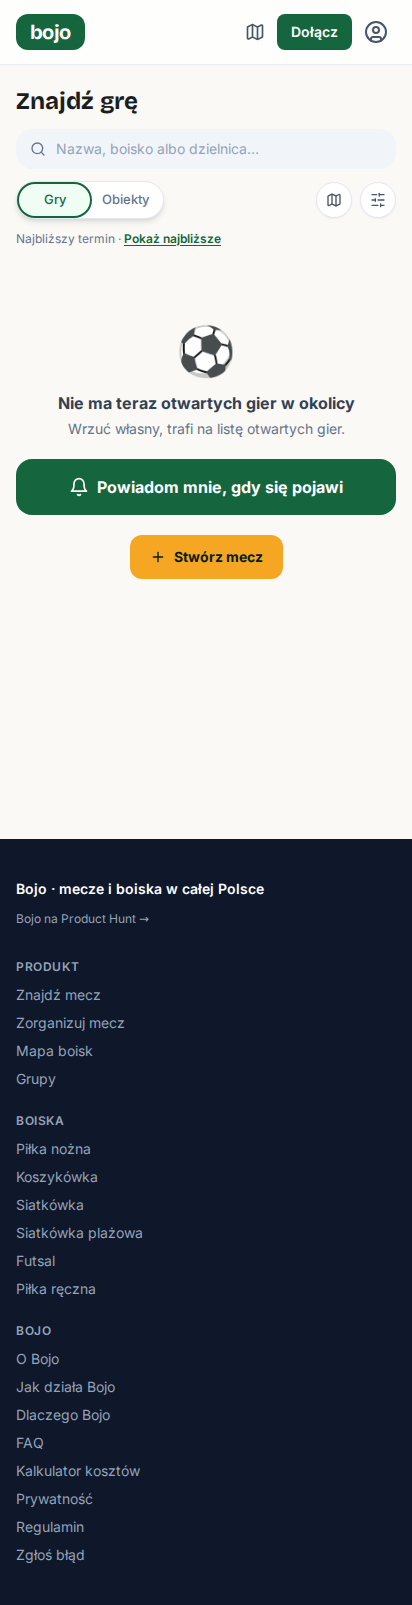 bojo
Dołącz
Znajdź grę
Nazwa, boisko albo dzielnica...
Gry
Obiekty
Najbliższy termin · Pokaż najbliższe
Nie ma teraz otwartych gier w okolicy
Wrzuć własny, trafi na listę otwartych gier.
Powiadom mnie, gdy się pojawi
+ Stwórz mecz
Bojo · mecze i boiska w całej Polsce
Bojo na Product Hunt →
PRODUKT
Znajdź mecz
Zorganizuj mecz
Mapa boisk
Grupy
BOISKA
Piłka nożna
Koszykówka
Siatkówka
Siatkówka plażowa
Futsal
Piłka ręczna
BOJO
O Bojo
Jak działa Bojo
Dlaczego Bojo
FAQ
Kalkulator kosztów
Prywatność
Regulamin
Zgłoś błąd